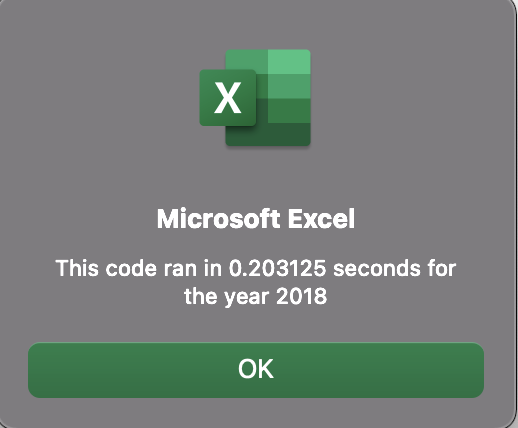 X
Microsoft Excel
This code ran in 0.203125 seconds for
the year 2018
OK